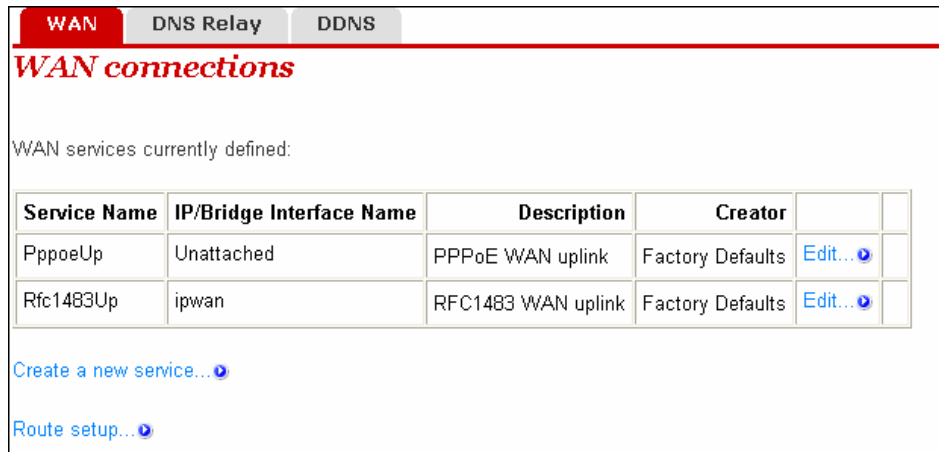 WAN DNS Relay DDNS
WAN connections
WAN services currently defined:
Service Name IP/Bridge Interface Name Description Creator
PppoeUp Unattached PPPoE WAN uplink Factory Defaults Edit...
Rfc1483Up ipwan RFC1483 WAN uplink Factory Defaults Edit...
Create a new service...
Route setup...